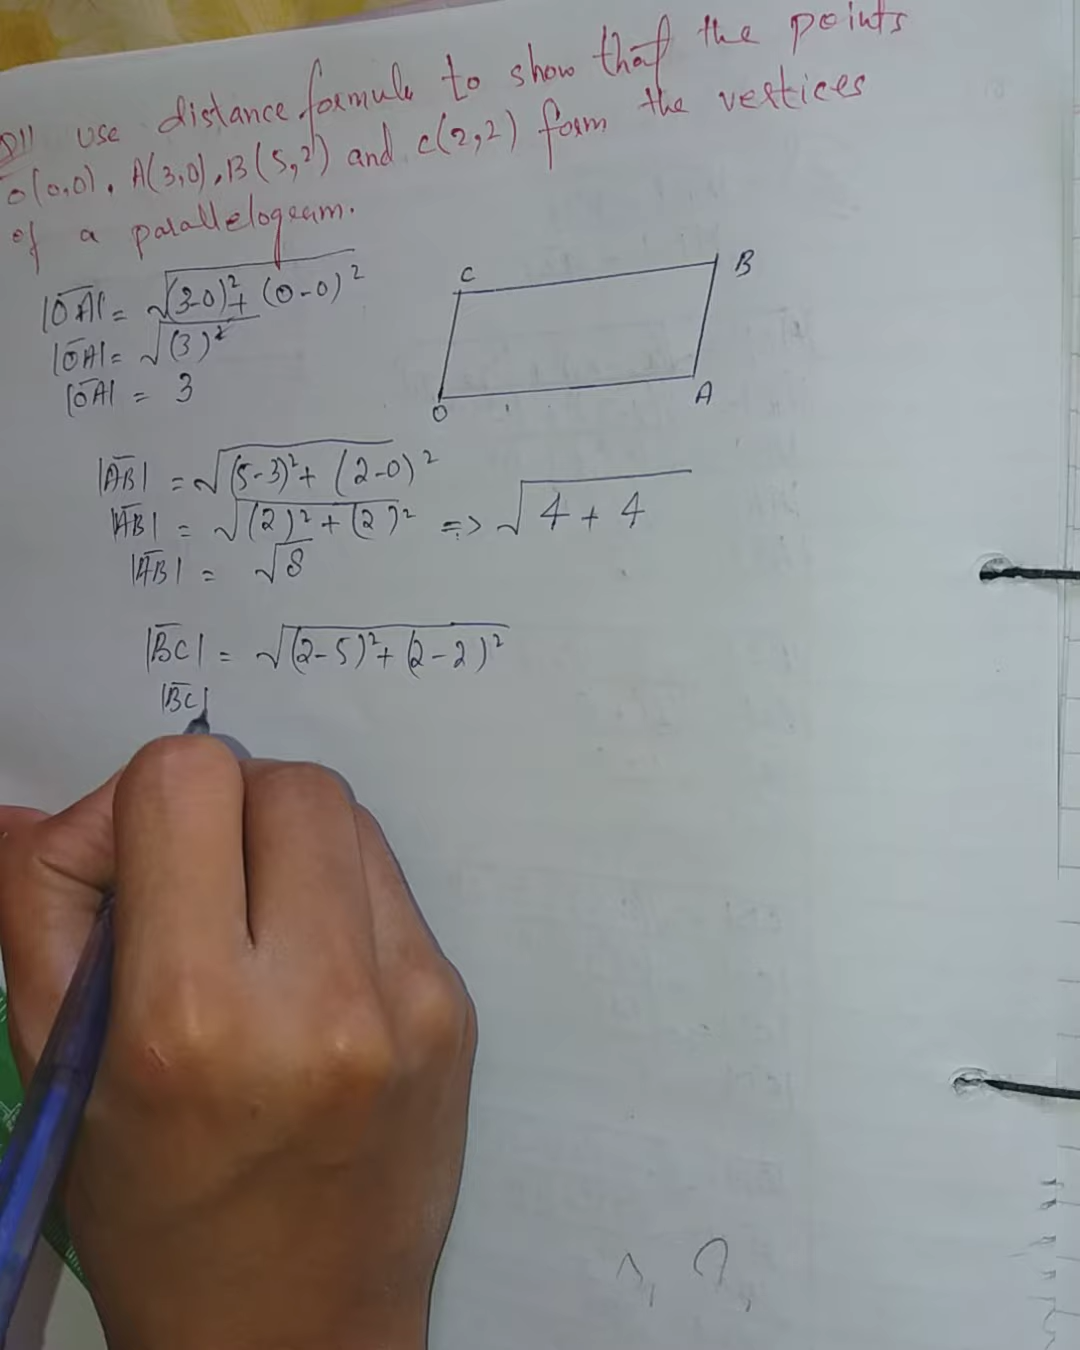 Q11 use distance formula to show that the points
O(0,0), A(3,0), B(5,2) and C(2,2) form the vertices
of a parallelogram.
|OA| = √(3-0)²+(0-0)²
|OA| = √(3)²
|OA| = 3
C
B
O
A
|AB| = √(5-3)²+(2-0)²
|AB| = √(2)²+(2)² => √4+4
|AB| = √8
|BC| = √(2-5)²+(2-2)²
|BC|